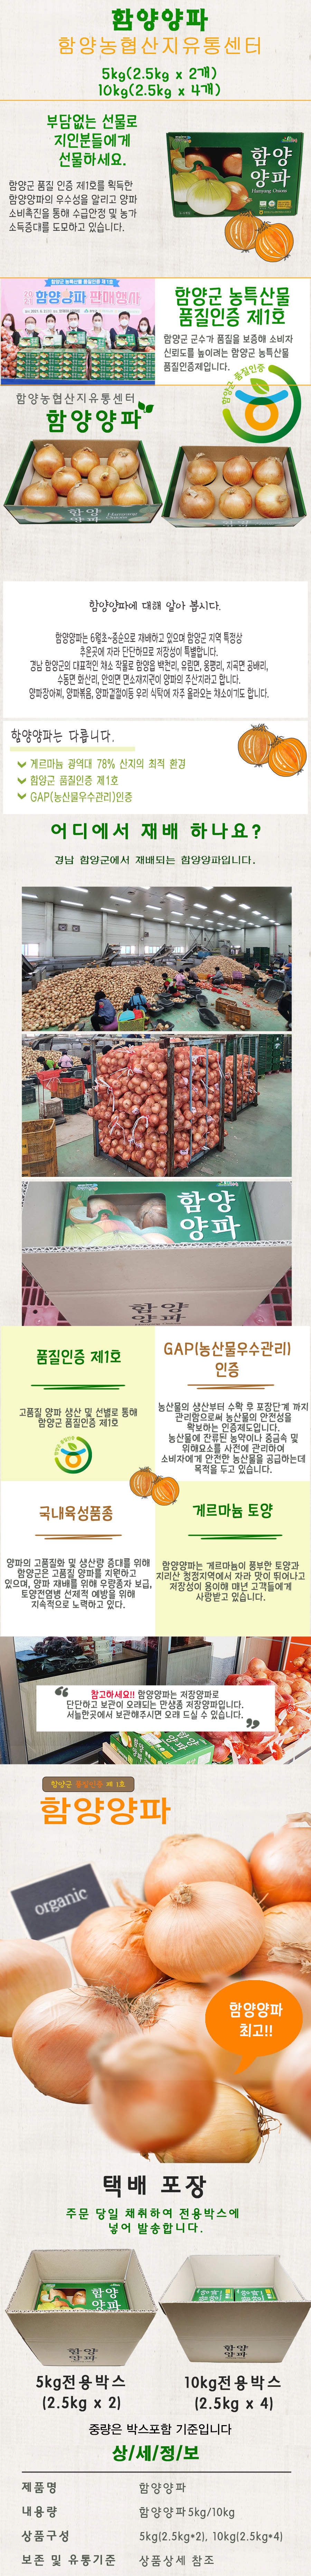 함양양파
함양농협산지유통센터
5kg(2.5kg x 2개)
10kg(2.5kg x 4개)
부담없는 선물로
지인분들에게
선물하세요.
함양군 품질 인증 제1호를 획득한
함양양파의 우수성을 알리고 양파
소비촉진을 통해 수급안정 및 농가
소득증대를 도모하고 있습니다.
함양
양파
Hamyang Onions
함양군 농특산물 품질인증 제1호
함양양파 판매행사
함양군 농특산물
품질인증 제1호
함양군 군수가 품질을 보증해 소비자
신뢰도를 높이려는 함양군 농특산물
품질인증제입니다.
함양군 품질인증
함양농협산지유통센터
함양양파
함양
양파
함양양파에 대해 알아 봅시다.
함양양파는 6월초~중순으로 재배하고 있으며 함양군 지역 특정상
추운곳에 자라 단단하므로 저장성이 특별합니다.
경남 함양군의 대표적인 채소 작물로 함양읍 백천리, 유림면, 웅평리, 지곡면 공배리,
수동면 화산리, 안의면 면소재지관이 양파의 주산지라고 합니다.
양파장아찌, 양파볶음, 양파겉절이등 우리 식탁에 자주 올라오는 채소이기도 합니다.
함양양파는 다릅니다.
게르마늄 광역대 78% 산지의 최적 환경
함양군 품질인증 제1호
GAP(농산물우수관리)인증
어디에서 재배 하나요?
경남 함양군에서 재배되는 함양양파입니다.
함양
양파
함양
양파
품질인증 제1호
고품질 양파 생산 및 선별로 통해
함양군 품질인증 제1호
함양군 품질인증
GAP(농산물우수관리)
인증
농산물의 생산부터 수확 후 포장단계 까지
관리함으로써 농산물의 안전성을
확보하는 인증제도입니다.
농산물에 잔류된 농약이나 중금속 및
위해요소를 사전에 관리하여
소비자에게 안전한 농산물을 공급하는데
목적을 두고 있습니다.
국내육성품종
양파의 고품질화 및 생산량 증대를 위해
함양군은 고품질 양파를 지원하고
있으며, 양파 재배를 위해 우량종자 보급,
토양전염병 선제적 예방을 위해
지속적으로 노력하고 있다.
게르마늄 토양
함양양파는 게르마늄이 풍부한 토양과
지리산 청정지역에서 자라 맛이 뛰어나고
저장성이 용이해 매년 고객들에게
사랑받고 있습니다.
참고하세요!! 함양양파는 저장양파로
단단하고 보관이 오래되는 만생종 저장양파입니다.
서늘한곳에서 보관해주시면 오래 드실 수 있습니다.
함양군 품질인증 제 1호
함양양파
organic
함양양파
최고!!
택배 포장
주문 당일 채취하여 전용박스에
넣어 발송합니다.
함양
양파
함양
양파
5kg전용박스
(2.5kg x 2)
10kg전용박스
(2.5kg x 4)
중량은 박스포함 기준입니다
상/세/정/보
제품명 함양양파
내용량 함양양파 5kg/10kg
상품구성 5kg(2.5kg*2), 10kg(2.5kg*4)
보존 및 유통기준 상품상세 참조